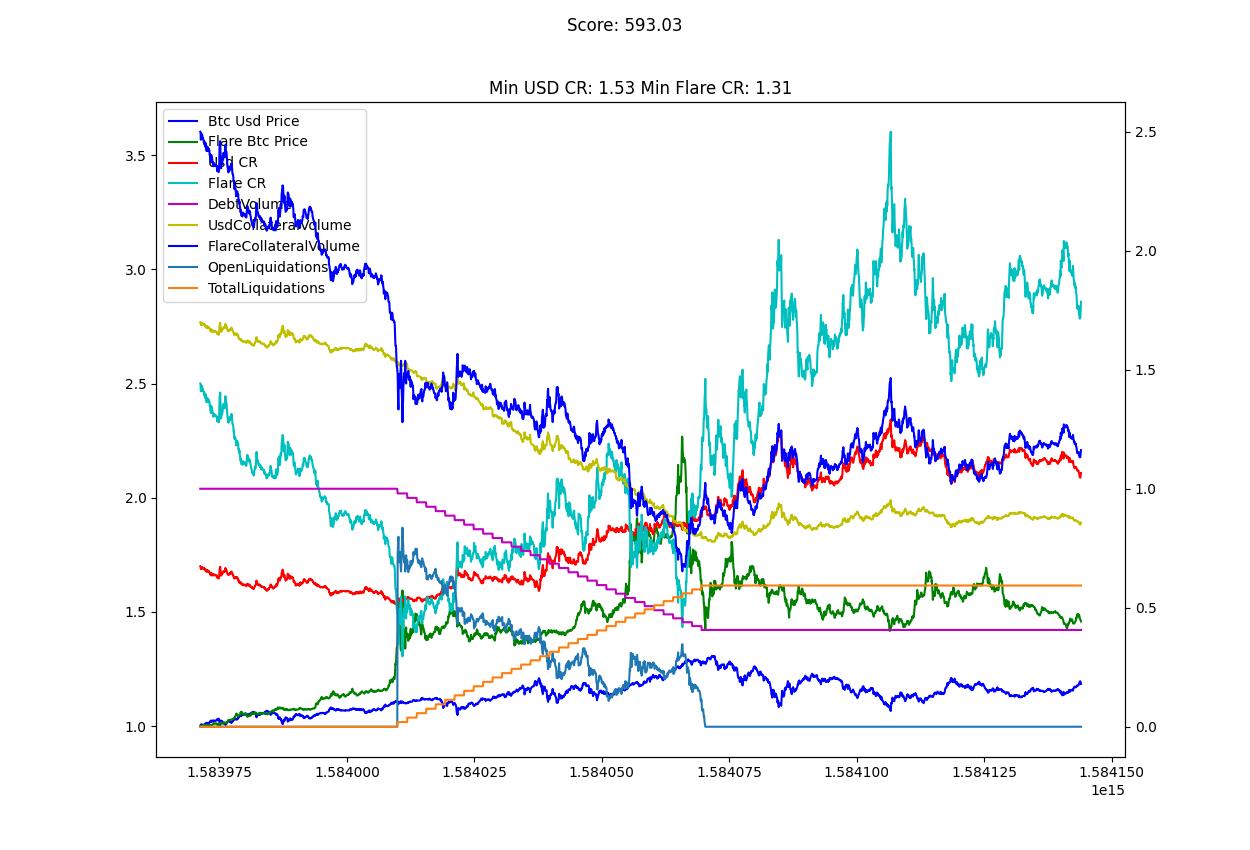 Score: 593.03
Min USD CR: 1.53 Min Flare CR: 1.31
Btc Usd Price
Flare Btc Price
Usd CR
Flare CR
DebtVolume
UsdCollateralVolume
FlareCollateralVolume
OpenLiquidations
TotalLiquidations
3.5
3.0
2.5
2.0
1.5
1.0
2.5
2.0
1.5
1.0
0.5
0.0
1.583975
1.584000
1.584025
1.584050
1.584075
1.584100
1.584125
1.584150
1e15